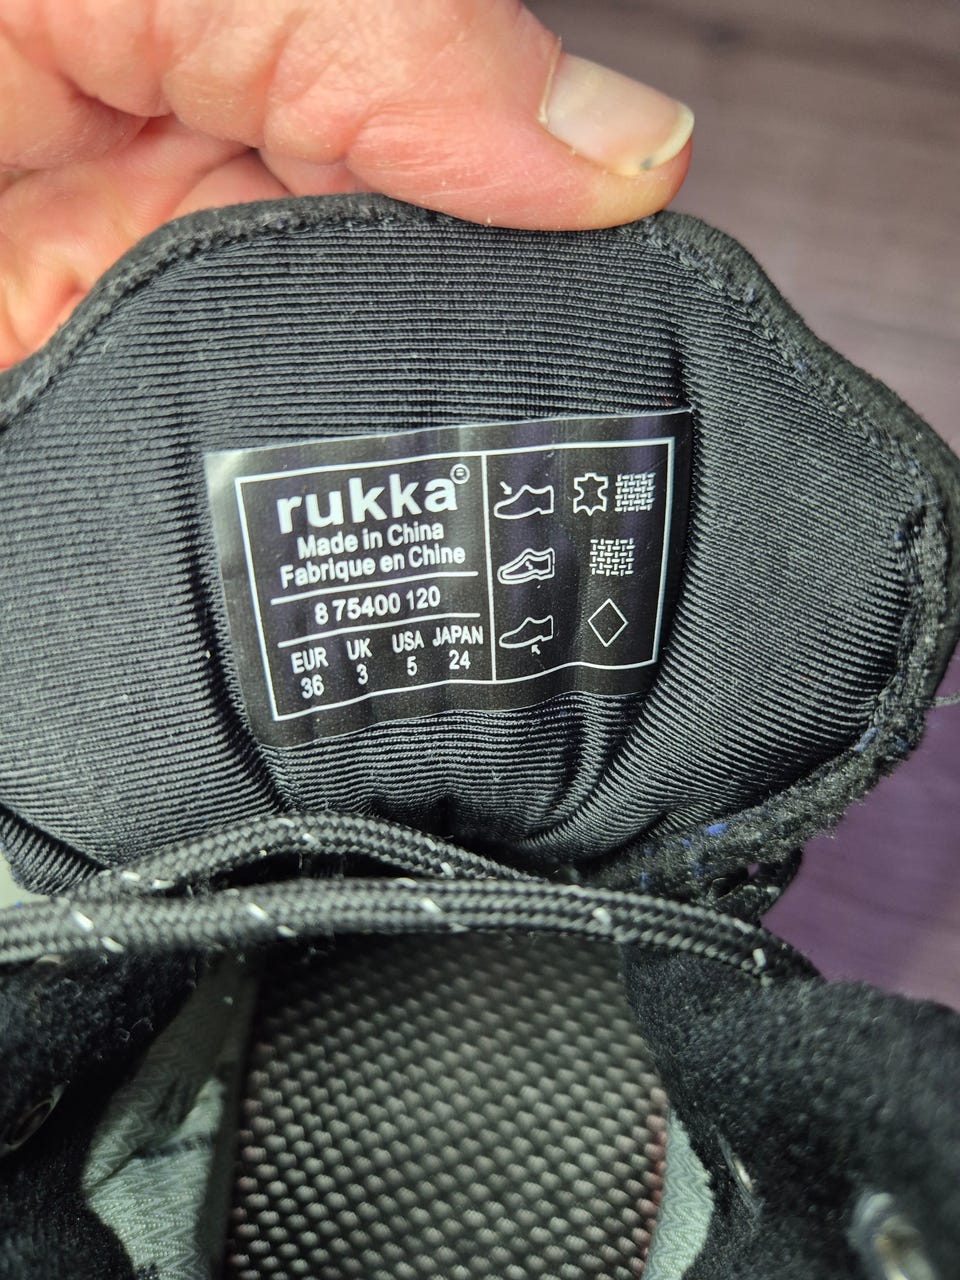 rukka
Made in China
Fabrique en Chine
8 75400 120
EUR UK USA JAPAN
36 3 5 24